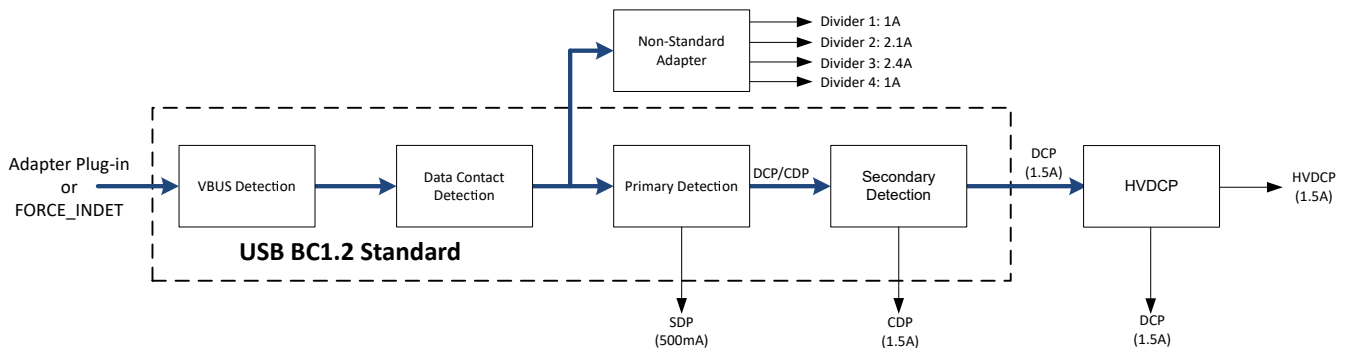 Non-Standard
Adapter
Divider 1: 1A
Divider 2: 2.1A
Divider 3: 2.4A
Divider 4: 1A
Adapter Plug-in
or
FORCE_INDET
VBUS Detection
Data Contact
Detection
Primary Detection
DCP/CDP
Secondary
Detection
DCP
(1.5A)
HVDCP
HVDCP
(1.5A)
USB BC1.2 Standard
SDP
(500mA)
CDP
(1.5A)
DCP
(1.5A)